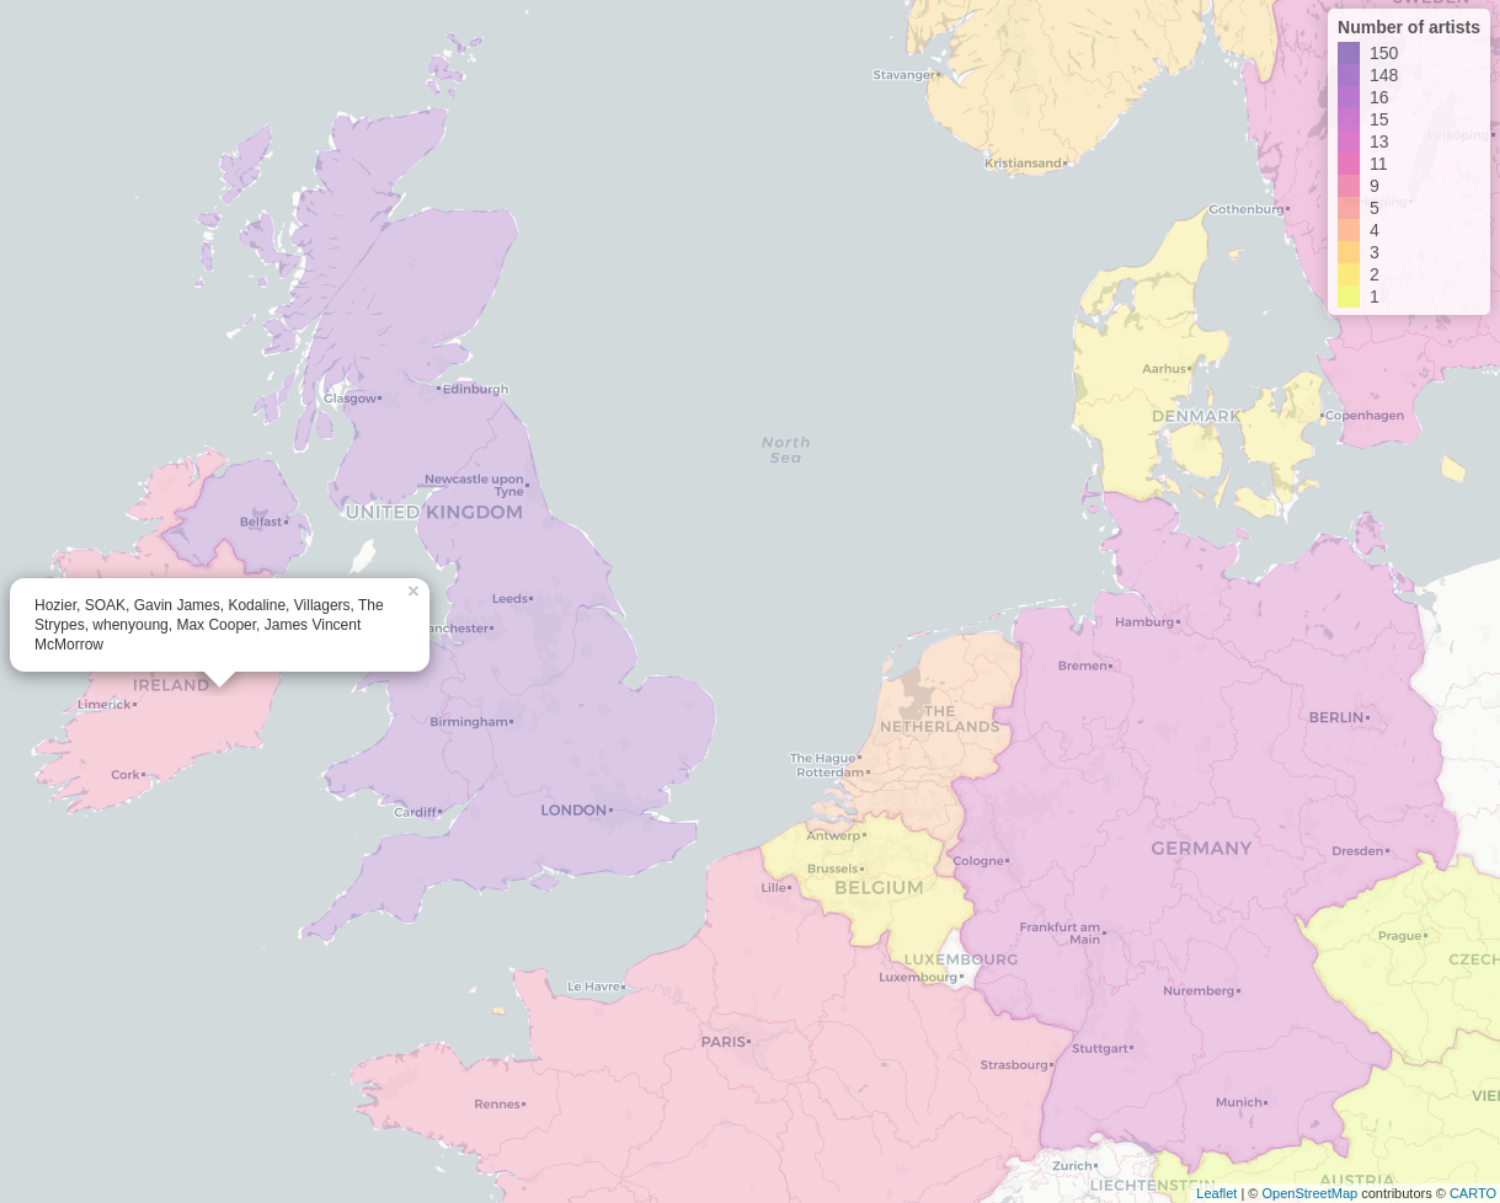 SWEDEN
Number of artists
150
148
16
15
13
11
9
5
4
3
2
1
Linköping
Stavanger
Kristiansand
Gothenburg
Edinburgh
Glasgow
Aarhus
DENMARK
Copenhagen
North
Sea
Newcastle upon
Tyne
UNITED KINGDOM
Belfast
Hozier, SOAK, Gavin James, Kodaline, Villagers, The
Strypes, whenyoung, Max Cooper, James Vincent
McMorrow
×
Leeds
anchester
Hamburg
Bremen
IRELAND
Limerick
THE
NETHERLANDS
BERLIN
Birmingham
The Hague
Rotterdam
Cork
Cardiff
LONDON
Antwerp
GERMANY
Dresden
Brussels
Cologne
Lille
BELGIUM
Frankfurt am
Main
Prague
LUXEMBOURG
CZECH
Luxembourg
Le Havre
Nuremberg
PARIS
Strasbourg
Stuttgart
Rennes
Munich
VIEN
Zurich
LIECHTENSTEIN
AUSTRIA
Leaflet | © OpenStreetMap contributors © CARTO